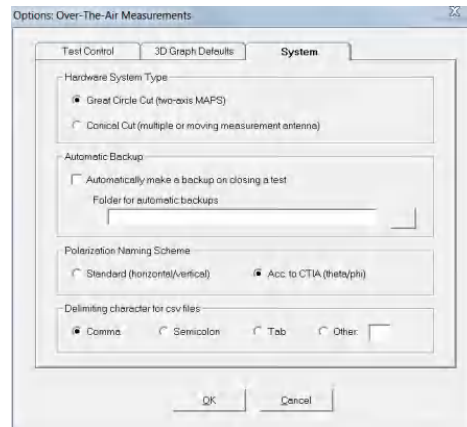 Options: Over-The-Air Measurements
Test Control 3D Graph Defaults System
Hardware System Type
Great Circle Cut (two-axis MAPS)
Conical Cut (multiple or moving measurement antenna)
Automatic Backup
Automatically make a backup on closing a test
Folder for automatic backups
Polarization Naming Scheme
Standard (horizontal/vertical) Acc. to CTIA (theta/phi)
Delimiting character for csv files
Comma Semicolon Tab Other:
OK Cancel